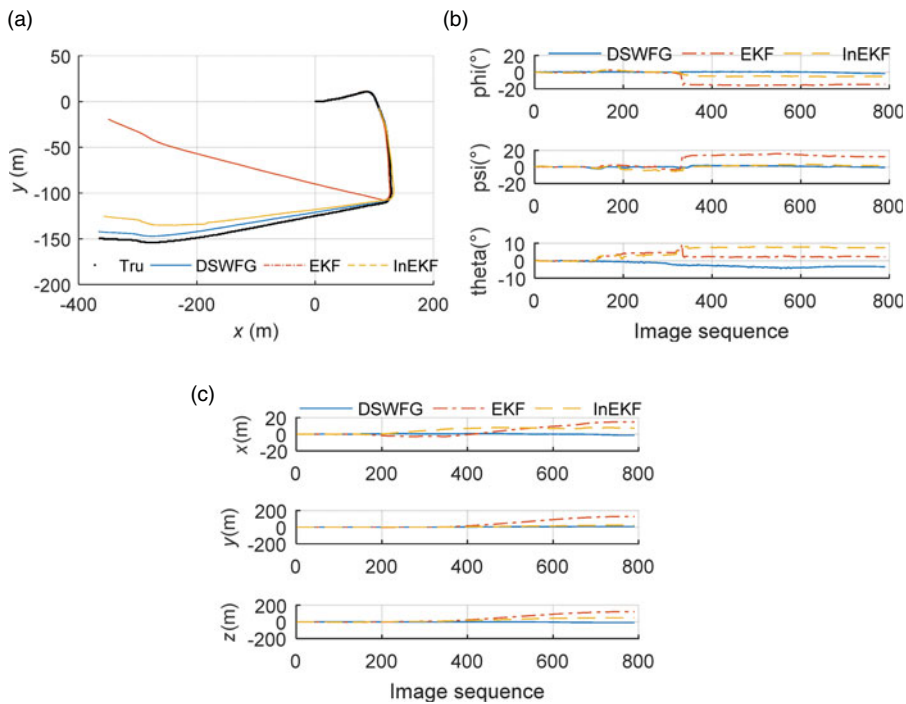 (a)
50
0
-50
-100
-150
-200
y (m)
Tru DSWFG EKF InEKF
-400 -200 0 200
x (m)
(b)
DSWFG EKF InEKF
phi(°)
20
0
-20
0 200 400 600 800
psi(°)
20
0
-20
0 200 400 600 800
theta(°)
10
0
-10
0 200 400 600 800
Image sequence
(c)
DSWFG EKF InEKF
x(m)
20
0
-20
0 200 400 600 800
y(m)
200
0
-200
0 200 400 600 800
z(m)
200
0
-200
0 200 400 600 800
Image sequence